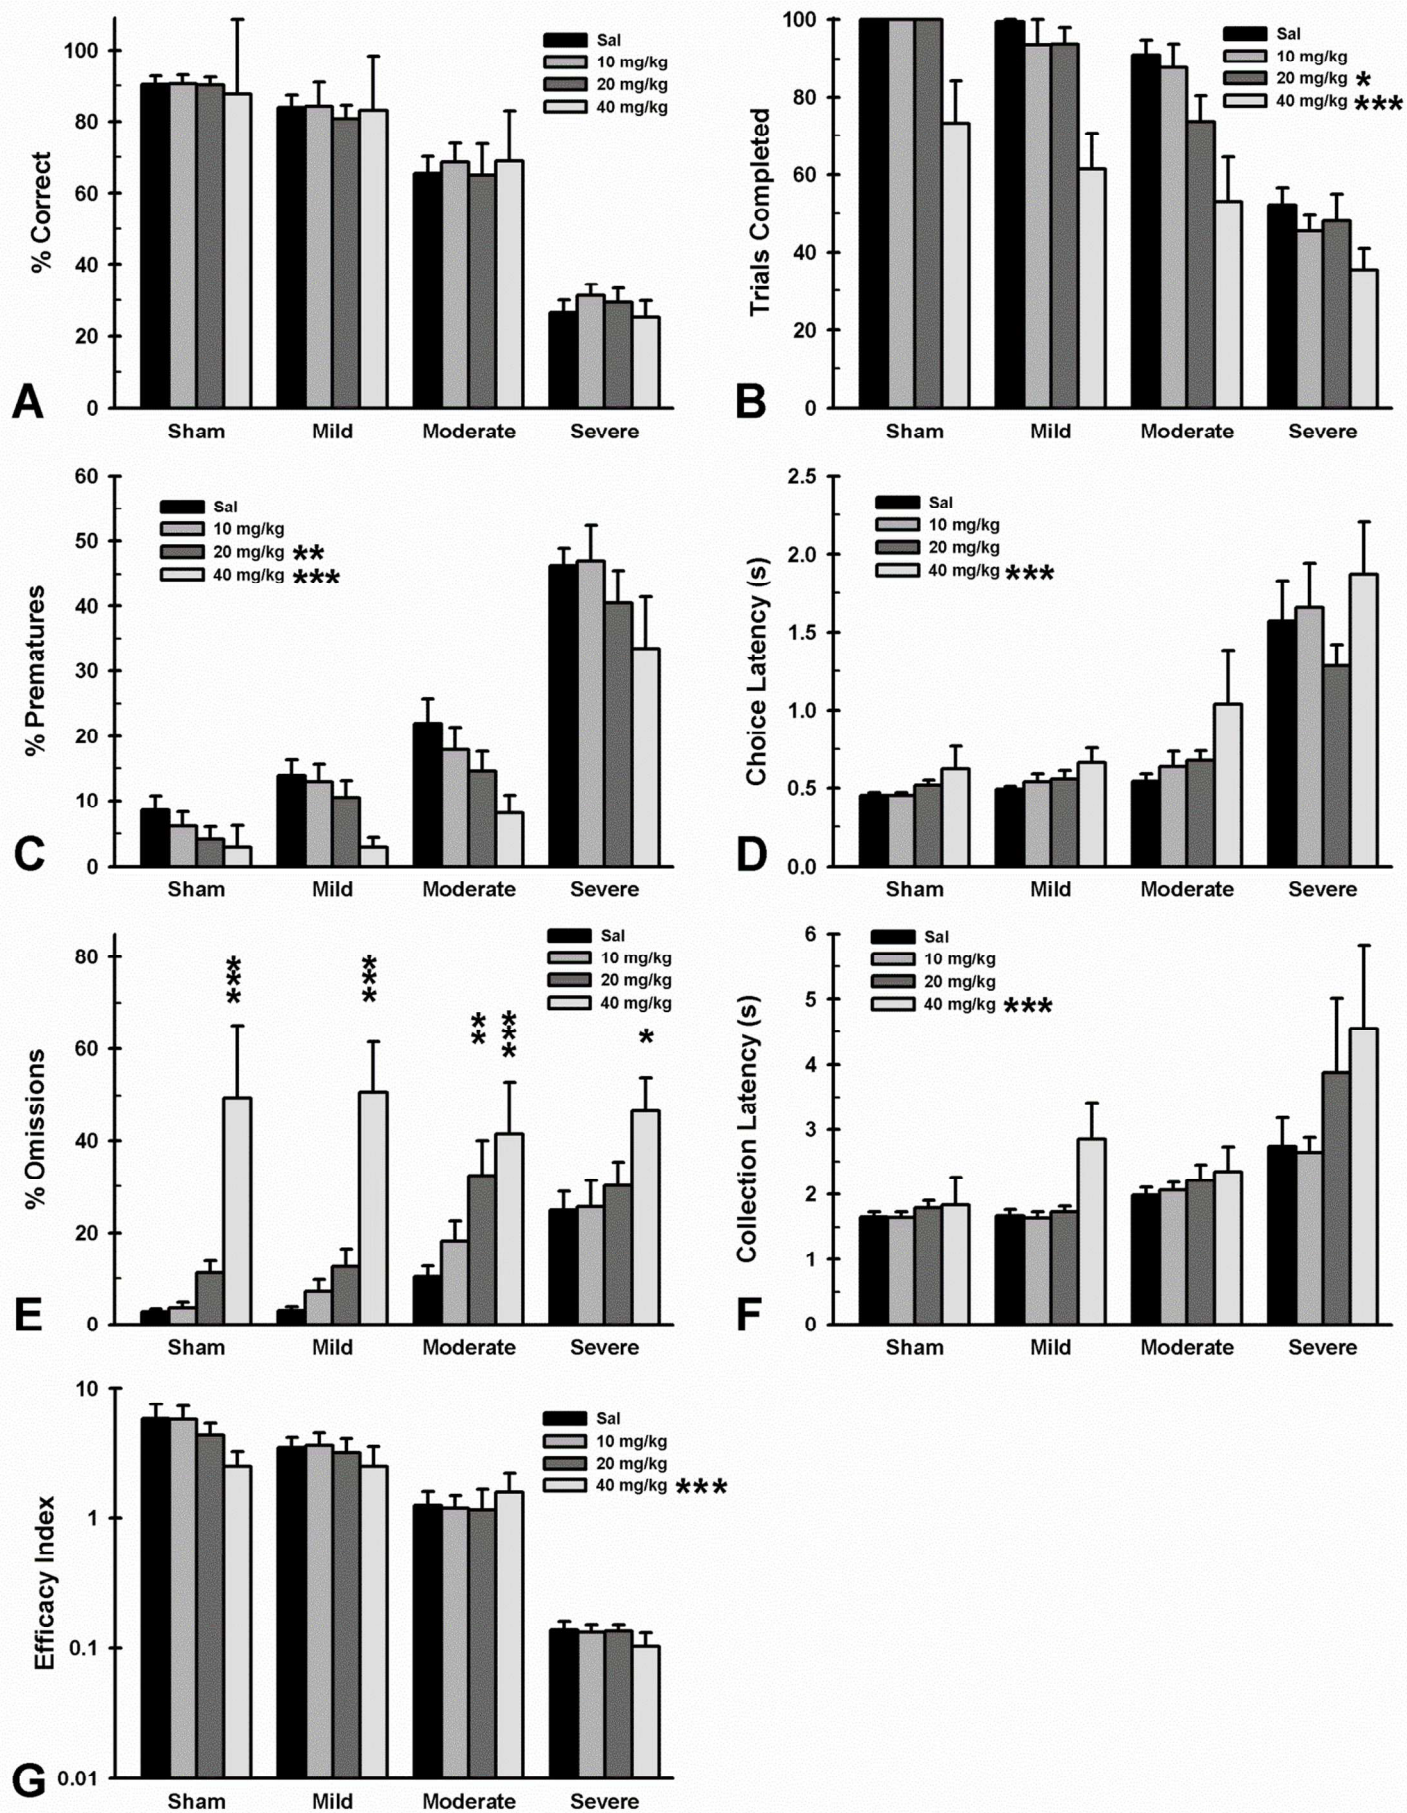 % Correct
100
80
60
40
20
0
Sal
10 mg/kg
20 mg/kg
40 mg/kg
A
Sham Mild Moderate Severe
Trials Completed
100
80
60
40
20
0
Sal
10 mg/kg
20 mg/kg *
40 mg/kg ***
B
Sham Mild Moderate Severe
% Prematures
60
50
40
30
20
10
0
Sal
10 mg/kg
20 mg/kg **
40 mg/kg ***
C
Sham Mild Moderate Severe
Choice Latency (s)
2.5
2.0
1.5
1.0
0.5
0.0
Sal
10 mg/kg
20 mg/kg
40 mg/kg ***
D
Sham Mild Moderate Severe
% Omissions
80
60
40
20
0
Sal
10 mg/kg
20 mg/kg
40 mg/kg
***
***
**
***
*
E
Sham Mild Moderate Severe
Collection Latency (s)
6
5
4
3
2
1
0
Sal
10 mg/kg
20 mg/kg
40 mg/kg ***
F
Sham Mild Moderate Severe
Efficacy Index
10
1
0.1
0.01
Sal
10 mg/kg
20 mg/kg
40 mg/kg ***
G
Sham Mild Moderate Severe